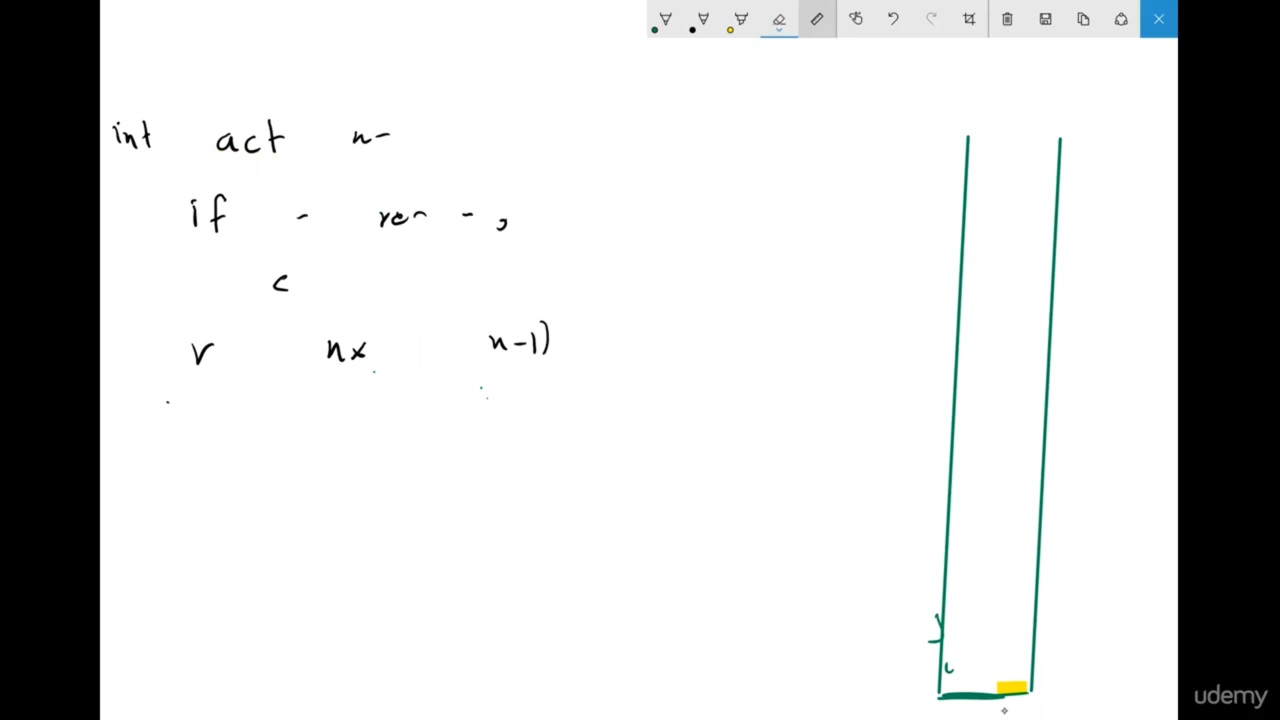 int act n-
if - ren - ,
c
r nx n-1)
udemy